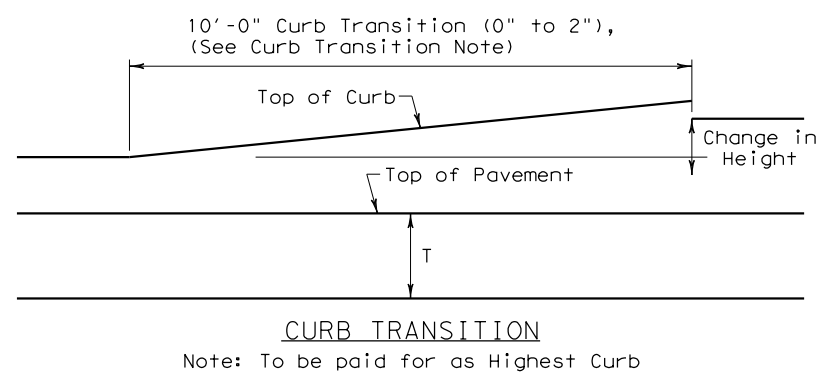 10'-0" Curb Transition (0" to 2"),
(See Curb Transition Note)
Top of Curb
Change in
Height
Top of Pavement
T
CURB TRANSITION
Note: To be paid for as Highest Curb